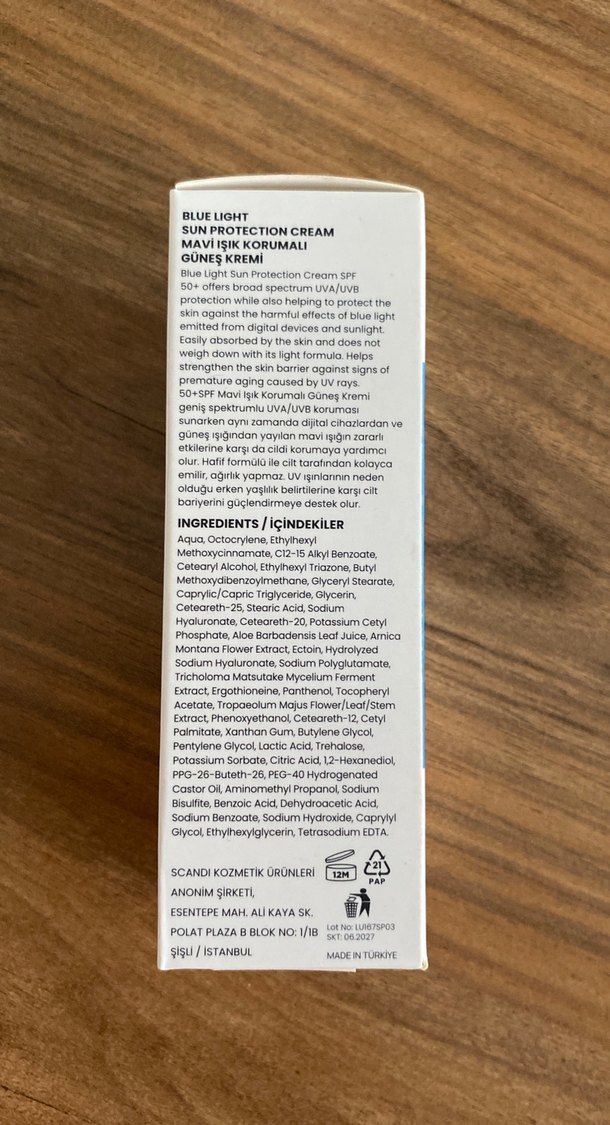 BLUE LIGHT
SUN PROTECTION CREAM
MAVİ IŞIK KORUMALI
GÜNEŞ KREMİ
Blue Light Sun Protection Cream SPF
50+ offers broad spectrum UVA/UVB
protection while also helping to protect the
skin against the harmful effects of blue light
emitted from digital devices and sunlight.
Easily absorbed by the skin and does not
weigh down with its light formula. Helps
strengthen the skin barrier against signs of
premature aging caused by UV rays.
50+SPF Mavi Işık Korumalı Güneş Kremi
geniş spektrumlu UVA/UVB koruması
sunarken aynı zamanda dijital cihazlardan ve
güneş ışığından yayılan mavi ışığın zararlı
etkilerine karşı da cildi korumaya yardımcı
olur. Hafif formülü ile cilt tarafından kolayca
emilir, ağırlık yapmaz. UV ışınlarının neden
olduğu erken yaşlılık belirtilerine karşı cilt
bariyerini güçlendirmeye destek olur.
INGREDIENTS / İÇİNDEKİLER
Aqua, Octocrylene, Ethylhexyl
Methoxycinnamate, C12-15 Alkyl Benzoate,
Cetearyl Alcohol, Ethylhexyl Triazone, Butyl
Methoxydibenzoylmethane, Glyceryl Stearate,
Caprylic/Capric Triglyceride, Glycerin,
Ceteareth-25, Stearic Acid, Sodium
Hyaluronate, Ceteareth-20, Potassium Cetyl
Phosphate, Aloe Barbadensis Leaf Juice, Arnica
Montana Flower Extract, Ectoin, Hydrolyzed
Sodium Hyaluronate, Sodium Polyglutamate,
Tricholoma Matsutake Mycelium Ferment
Extract, Ergothioneine, Panthenol, Tocopheryl
Acetate, Tropaeolum Majus Flower/Leaf/Stem
Extract, Phenoxyethanol, Ceteareth-12, Cetyl
Palmitate, Xanthan Gum, Butylene Glycol,
Pentylene Glycol, Lactic Acid, Trehalose,
Potassium Sorbate, Citric Acid, 1,2-Hexanediol,
PPG-26-Buteth-26, PEG-40 Hydrogenated
Castor Oil, Aminomethyl Propanol, Sodium
Bisulfite, Benzoic Acid, Dehydroacetic Acid,
Sodium Benzoate, Sodium Hydroxide, Caprylyl
Glycol, Ethylhexylglycerin, Tetrasodium EDTA.
SCANDI KOZMETİK ÜRÜNLERİ
ANONİM ŞİRKETİ,
ESENTEPE MAH. ALİ KAYA SK.
POLAT PLAZA B BLOK NO: 1/1B
ŞİŞLİ / İSTANBUL
12M
21
PAP
Lot No: LU167SP03
SKT: 06.2027
MADE IN TÜRKİYE